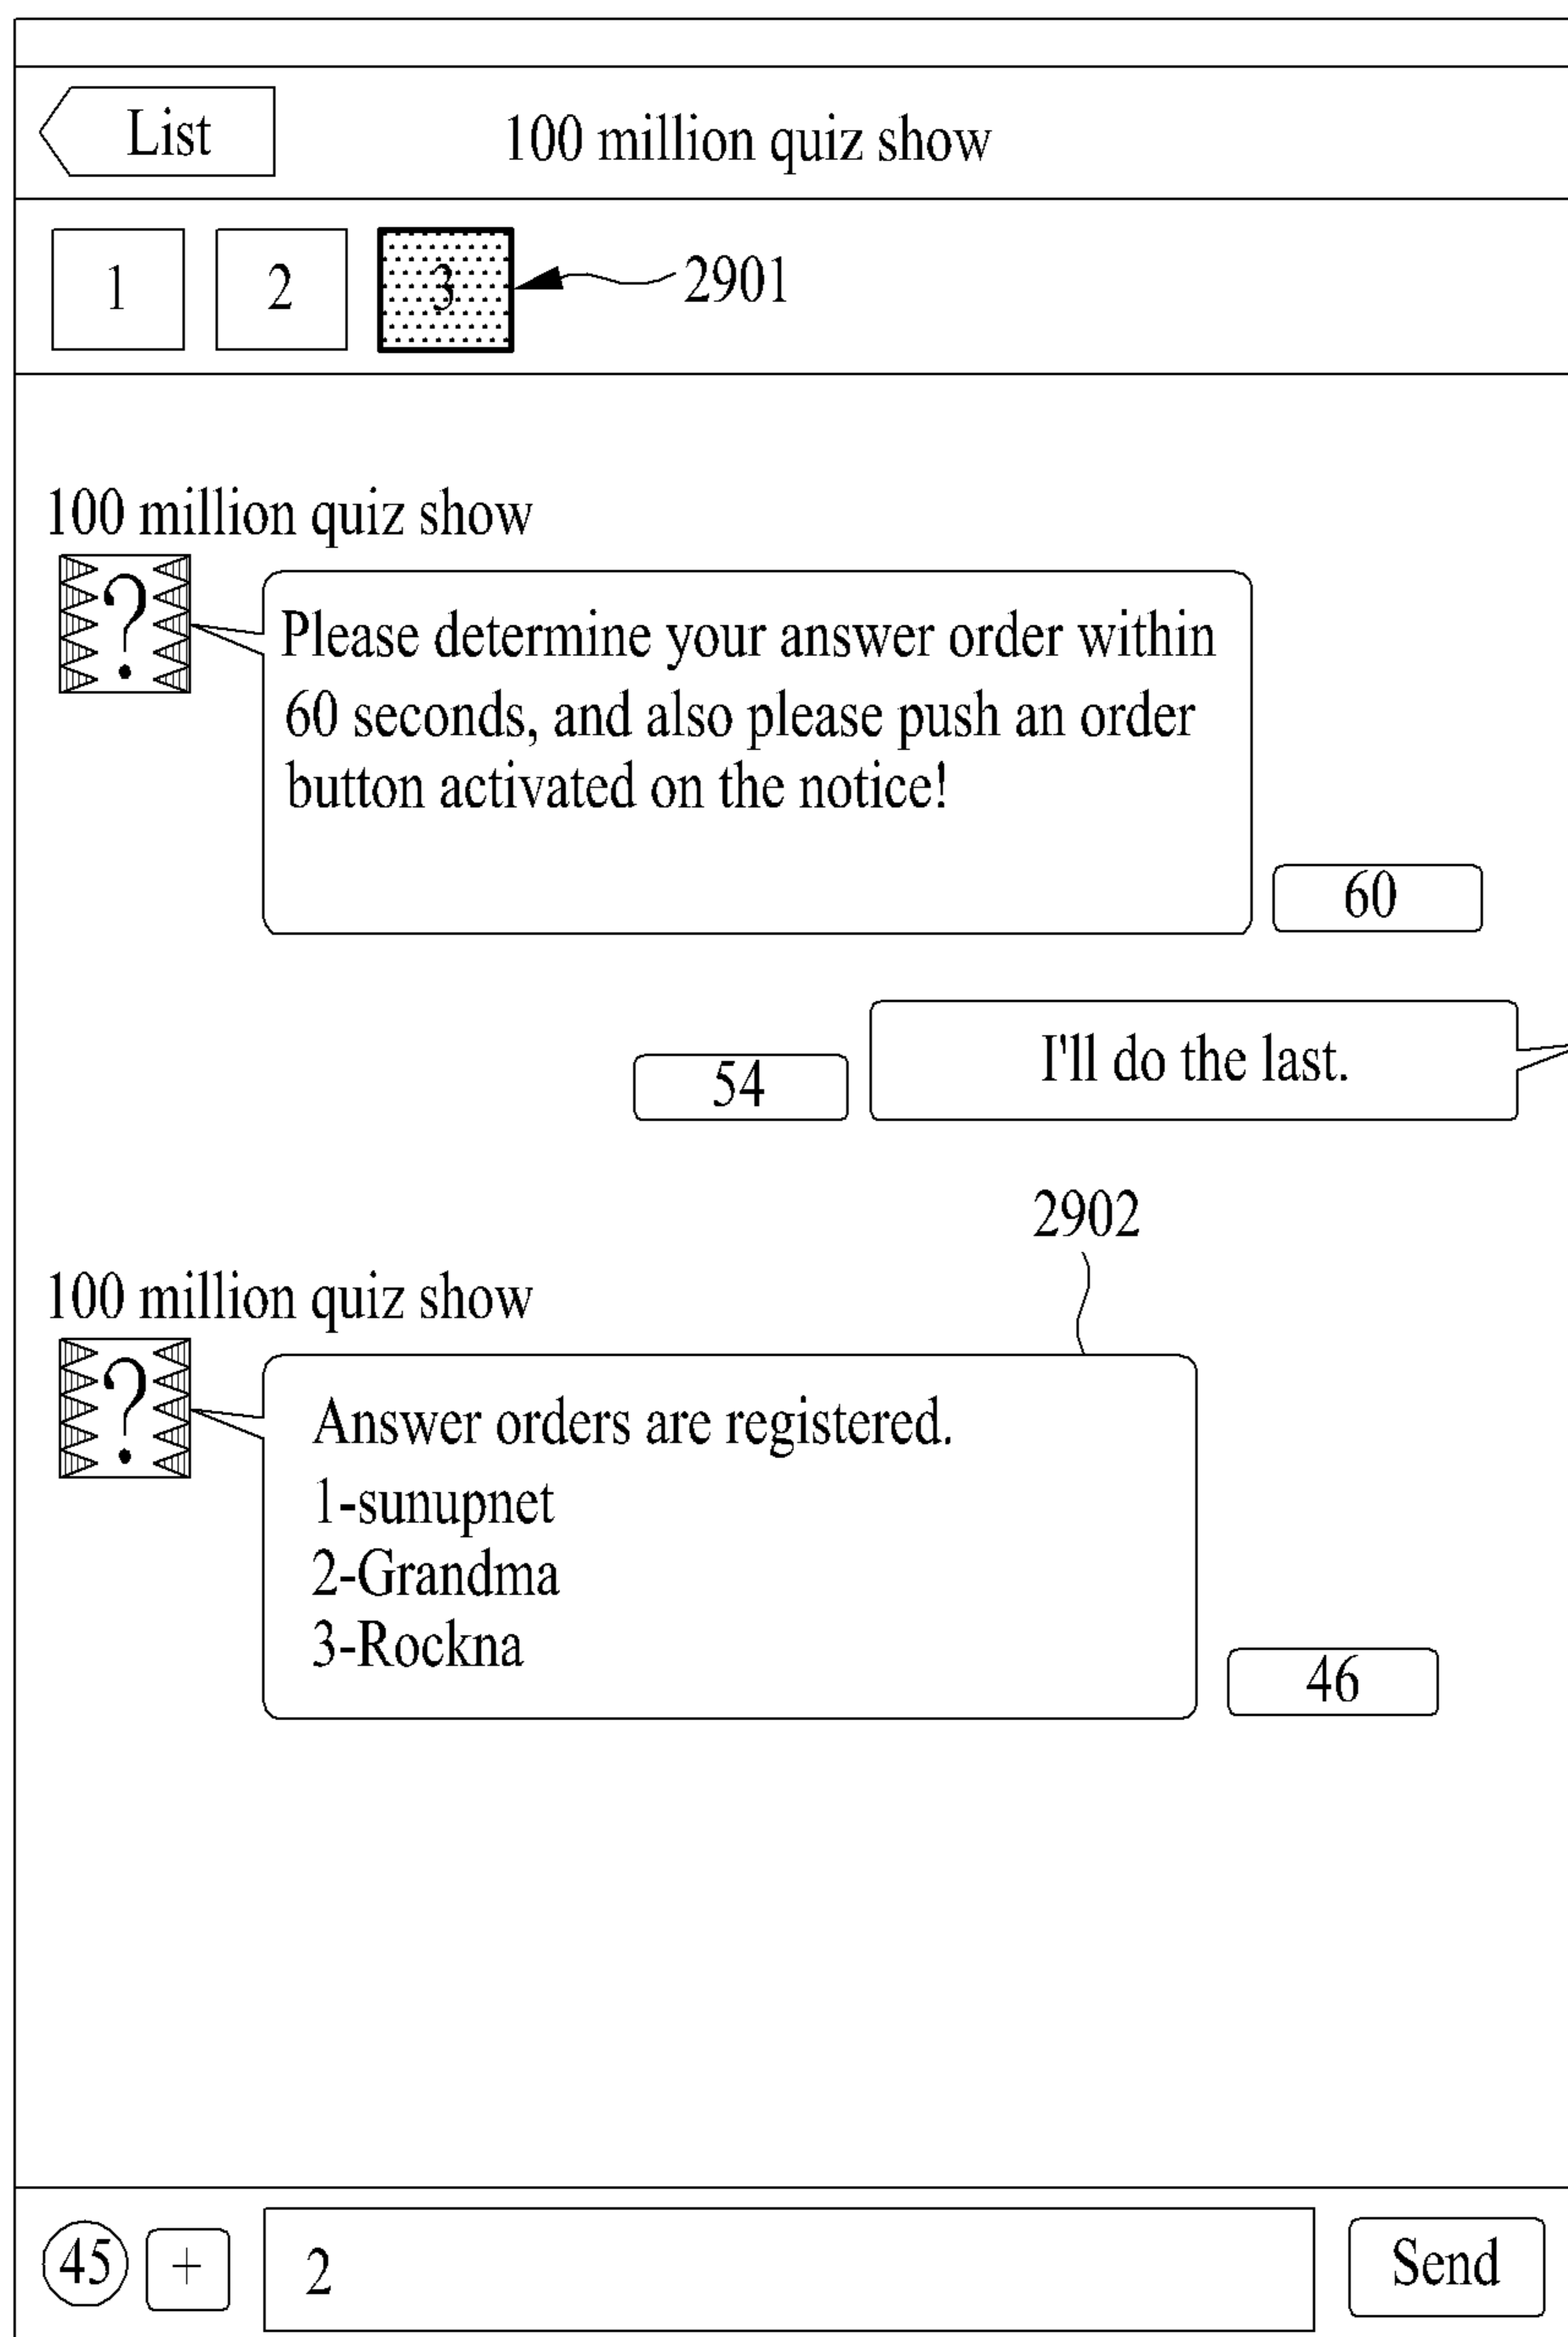 List
100 million quiz show
1
2
3
2901
100 million quiz show
?
Please determine your answer order within
60 seconds, and also please push an order
button activated on the notice!
60
I'll do the last.
54
2902
100 million quiz show
?
Answer orders are registered.
1-sunupnet
2-Grandma
3-Rockna
46
45
+
2
Send